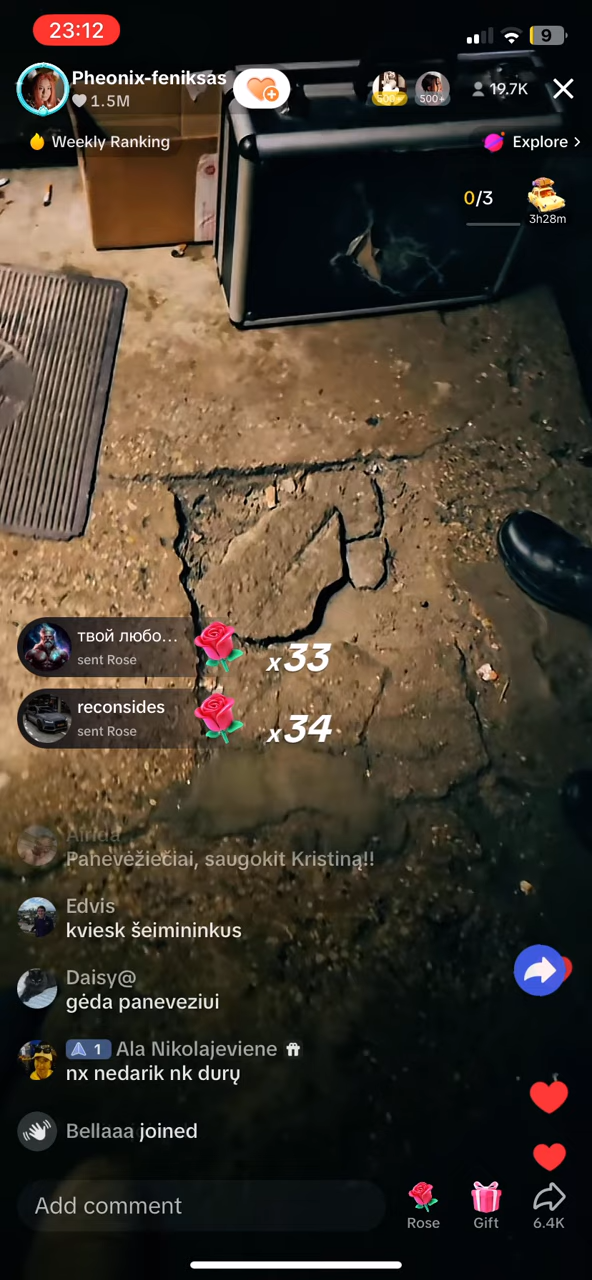 23:12
9
Pheonix-feniksas
1.5M
500+
19.7K
Weekly Ranking
Explore >
0/3
3h28m
твой любо...
sent Rose
x33
reconsides
sent Rose
x34
Airida
Panevėžiečiai, saugokit Kristiną!!
Edvis
kviesk šeimininkus
Daisy@
gėda paneveziui
1 Ala Nikolajeviene
nx nedarik nk durų
Bellaaa joined
Add comment
Rose
Gift
6.4K